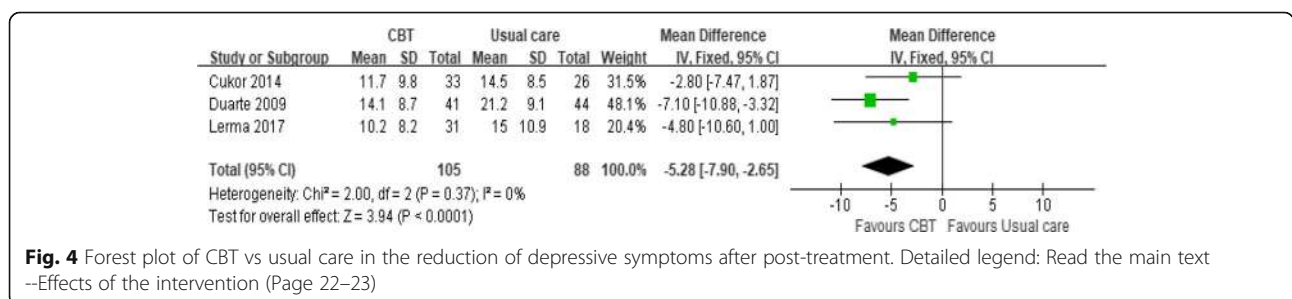 CBT Usual care Mean Difference Mean Difference
Study or Subgroup Mean SD Total Mean SD Total Weight IV, Fixed, 95% CI IV, Fixed, 95% CI
Cukor 2014 11.7 9.8 33 14.5 8.5 26 31.5% -2.80 [-7.47, 1.87]
Duarte 2009 14.1 8.7 41 21.2 9.1 44 48.1% -7.10 [-10.88, -3.32]
Lerma 2017 10.2 8.2 31 15 10.9 18 20.4% -4.80 [-10.60, 1.00]
Total (95% CI) 105 88 100.0% -5.28 [-7.90, -2.65]
Heterogeneity: Chi² = 2.00, df = 2 (P = 0.37); I² = 0%
Test for overall effect: Z = 3.94 (P < 0.0001)
-10 -5 0 5 10
Favours CBT Favours Usual care
Fig. 4 Forest plot of CBT vs usual care in the reduction of depressive symptoms after post-treatment. Detailed legend: Read the main text
--Effects of the intervention (Page 22–23)